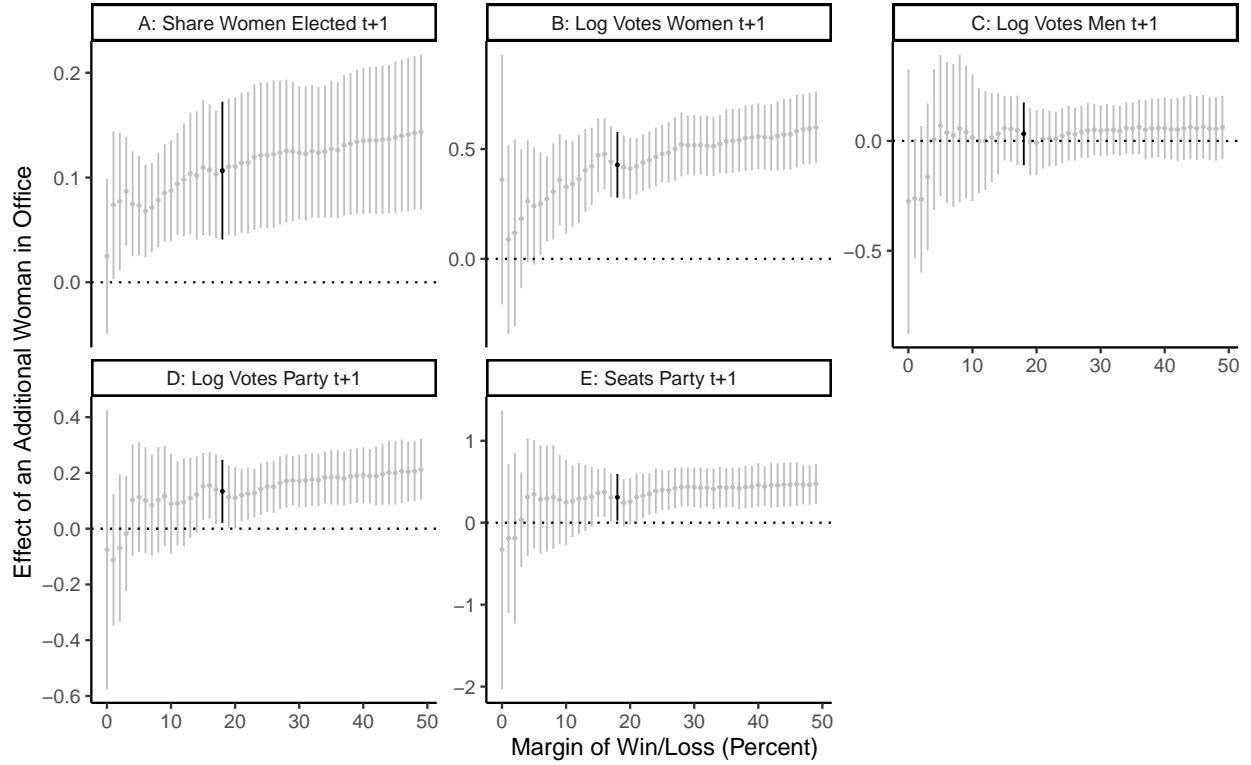 A: Share Women Elected t+1
B: Log Votes Women t+1
C: Log Votes Men t+1
0.2
0.1
0.0
0.5
0.0
0.0
−0.5
0 10 20 30 40 50
D: Log Votes Party t+1
E: Seats Party t+1
0.4
0.2
0.0
−0.2
−0.4
−0.6
1
0
−1
−2
0 10 20 30 40 50
0 10 20 30 40 50
Margin of Win/Loss (Percent)
Effect of an Additional Woman in Office